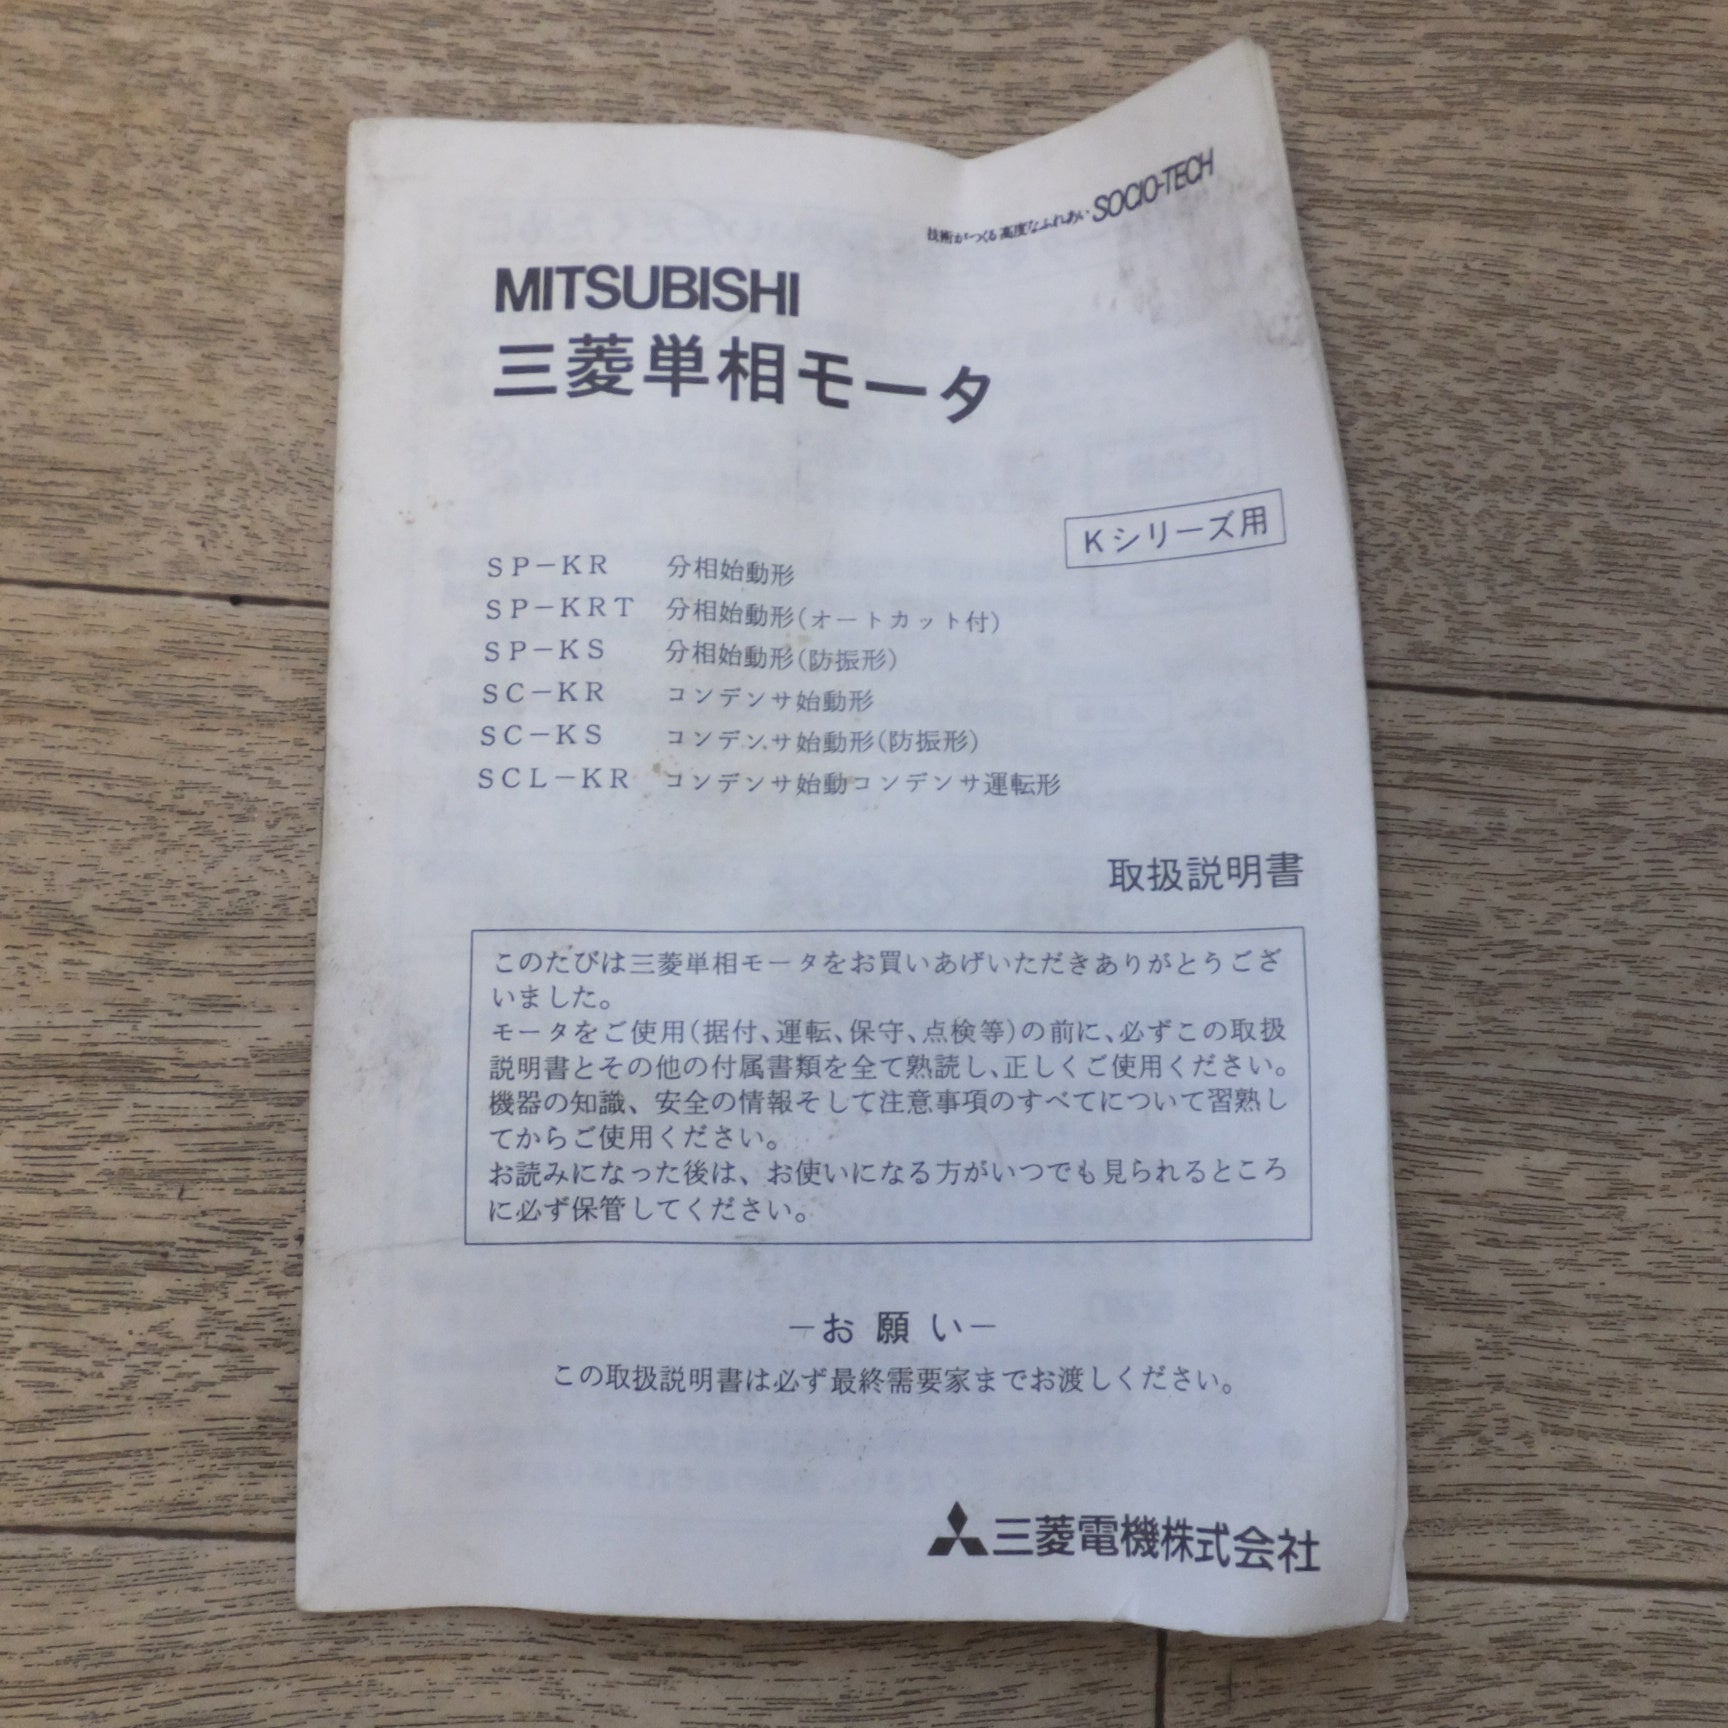 技術がつくる高度なふれあい SOCIO-TECH
MITSUBISHI
三菱単相モータ
Kシリーズ用
SP-KR 分相始動形
SP-KRT 分相始動形(オートカット付)
SP-KS 分相始動形(防振形)
SC-KR コンデンサ始動形
SC-KS コンデンサ始動形(防振形)
SCL-KR コンデンサ始動コンデンサ運転形
取扱説明書
このたびは三菱単相モータをお買いあげいただきありがとうござ
いました。
モータをご使用(据付、運転、保守、点検等)の前に、必ずこの取扱
説明書とその他の付属書類を全て熟読し、正しくご使用ください。
機器の知識、安全の情報そして注意事項のすべてについて習熟し
てからご使用ください。
お読みになった後は、お使いになる方がいつでも見られるところ
に必ず保管してください。
－お願い－
この取扱説明書は必ず最終需要家までお渡しください。
三菱電機株式会社